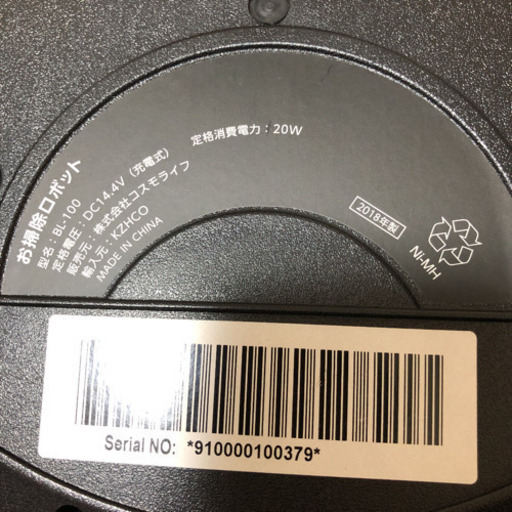 お掃除ロボット
型名：BL-100
定格電圧：DC14.4V（充電式）
定格消費電力：20W
販売元：株式会社コスモライフ
輸入元：KZHCO
MADE IN CHINA
2018年製
Ni-MH
Serial NO: *910000100379*